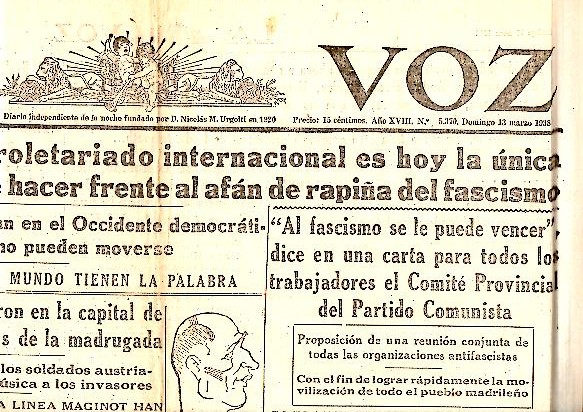 VOZ
Diario independiente de la noche fundado por D. Nicolás M. Urgoiti en 1920
Precio: 15 céntimos. Año XVIII. N.º 5.370. Domingo 13 marzo 1938
roletariado internacional es hoy la única
hacer frente al afán de rapiña del fascismo
an en el Occidente democráti-
no pueden moverse
MUNDO TIENEN LA PALABRA
ron en la capital de
s de la madrugada
los soldados austria-
úsica a los invasores
A LINEA MAGINOT HAN
"Al fascismo se le puede vencer",
dice en una carta para todos los
trabajadores el Comité Provincial
del Partido Comunista
Proposición de una reunión conjunta de
todas las organizaciones antifascistas
Con el fin de lograr rápidamente la mo-
vilización de todo el pueblo madrileño